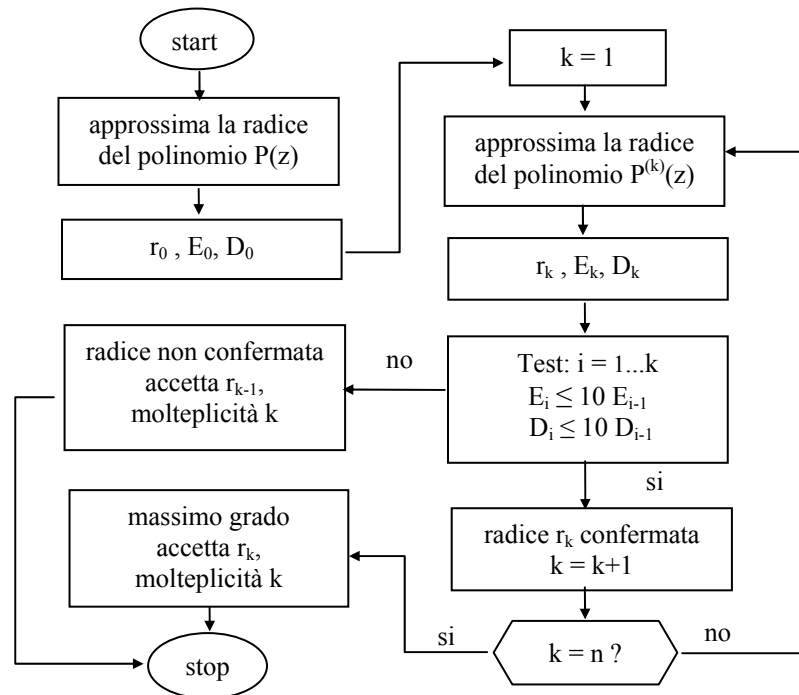 start
approssima la radice
del polinomio P(z)
r₀ , E₀, D₀
k = 1
approssima la radice
del polinomio P⁽ᵏ⁾(z)
rₖ , Eₖ, Dₖ
Test: i = 1...k
Eᵢ ≤ 10 Eᵢ₋₁
Dᵢ ≤ 10 Dᵢ₋₁
no
radice non confermata
accetta rₖ₋₁,
molteplicità k
si
radice rₖ confermata
k = k+1
k = n ?
no
si
massimo grado
accetta rₖ,
molteplicità k
stop